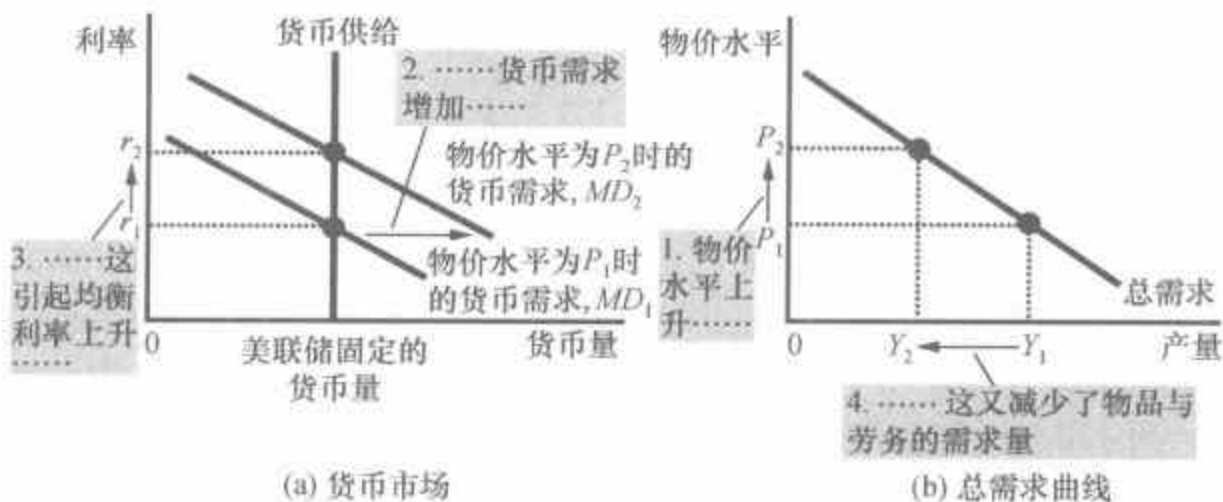 利率
货币供给
2. ……货币需求
增加……
r₂
物价水平为P₂时的
货币需求, MD₂
r₁
3. ……这
引起均衡
利率上升
……
物价水平为P₁时
的货币需求, MD₁
0
美联储固定的
货币量
货币量
(a) 货币市场
物价水平
P₂
P₁
1. 物价
水平上
升……
总需求
0
Y₂
Y₁
产量
4. ……这又减少了物品与
劳务的需求量
(b) 总需求曲线